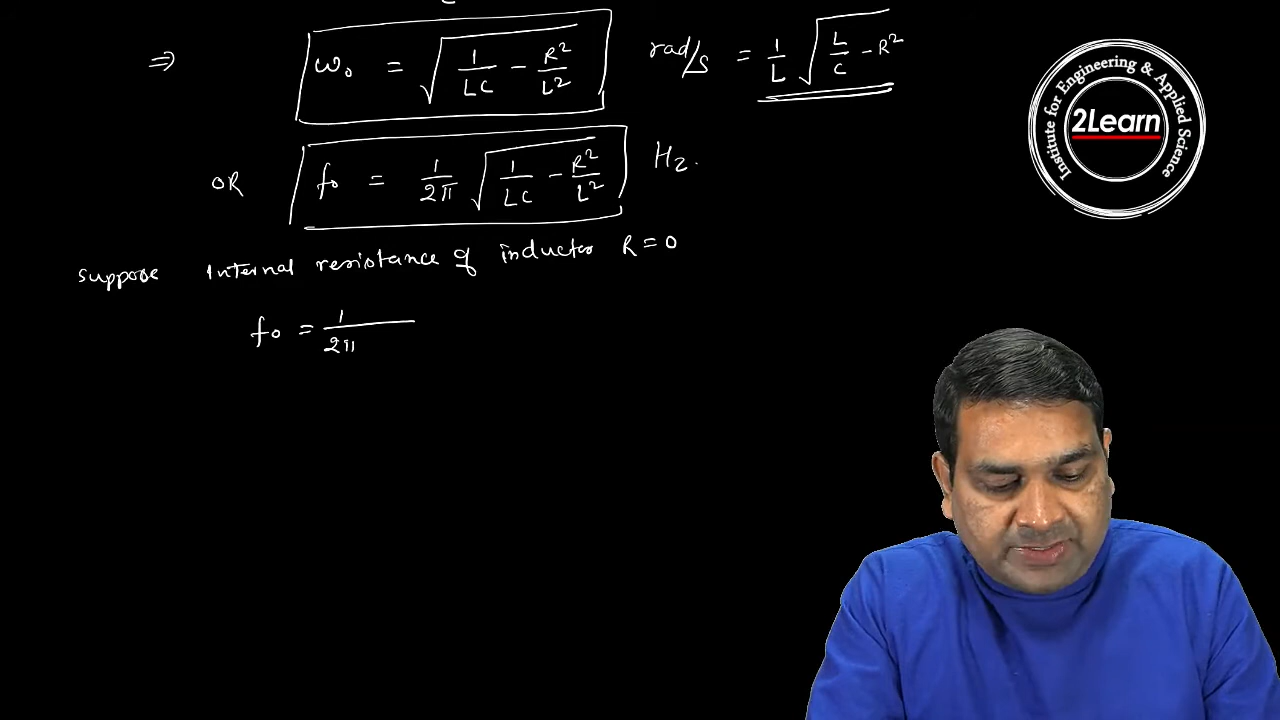 ⇒ ω₀ = √(1/LC − R²/L²) rad/s = 1/L √(L/C − R²)
OR f₀ = 1/2π √(1/LC − R²/L²) Hz.
Suppose Internal resistance of inductor R = 0
f₀ = 1/2π
Institute for Engineering & Applied Science
2Learn